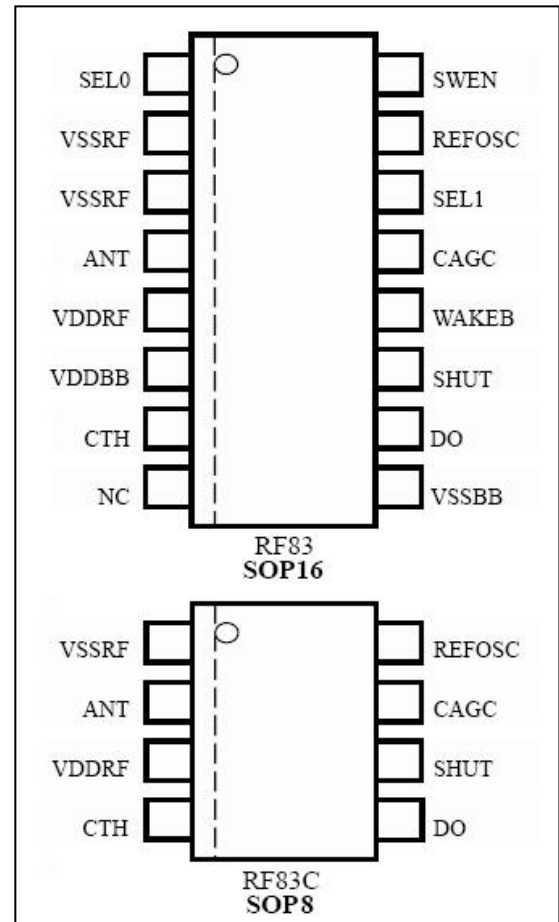 SEL0 SWEN
VSSRF REFOSC
VSSRF SEL1
ANT CAGC
VDDRF WAKEB
VDDBB SHUT
CTH DO
NC VSSBB
RF83
SOP16
VSSRF REFOSC
ANT CAGC
VDDRF SHUT
CTH DO
RF83C
SOP8